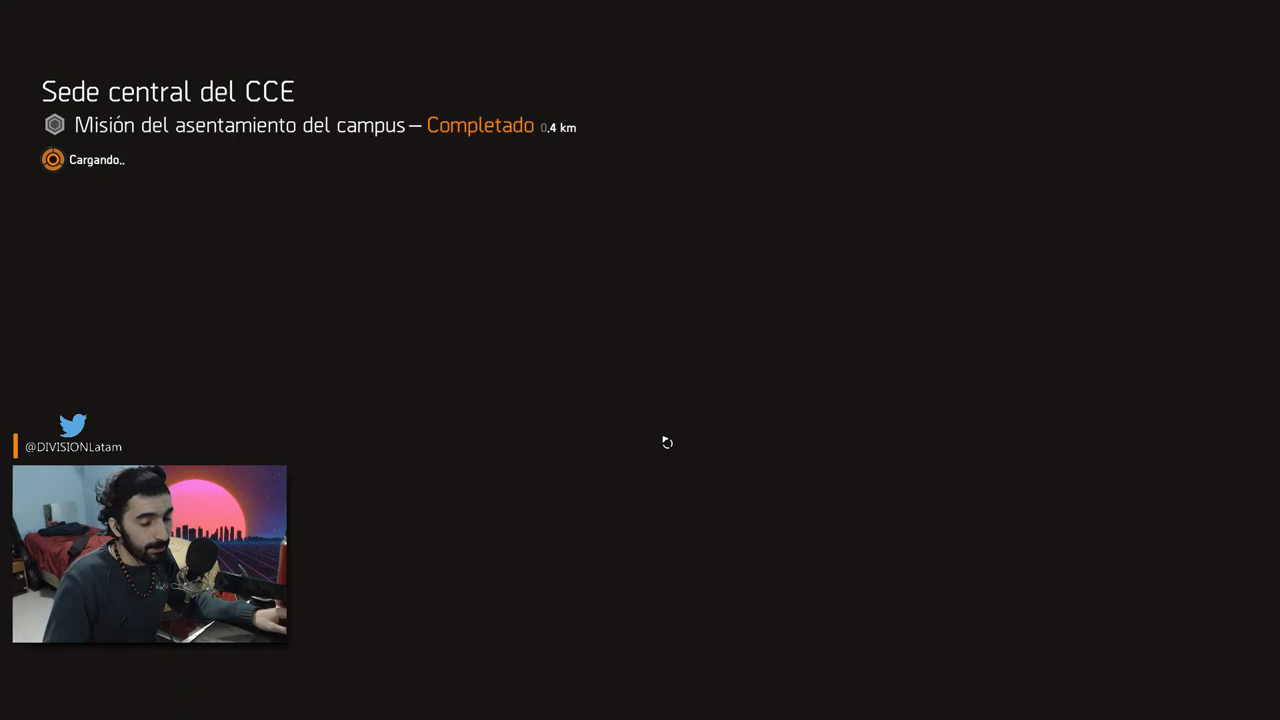 Sede central del CCE
Misión del asentamiento del campus – Completado 0.4 km
Cargando..
@DIVISIONLatam